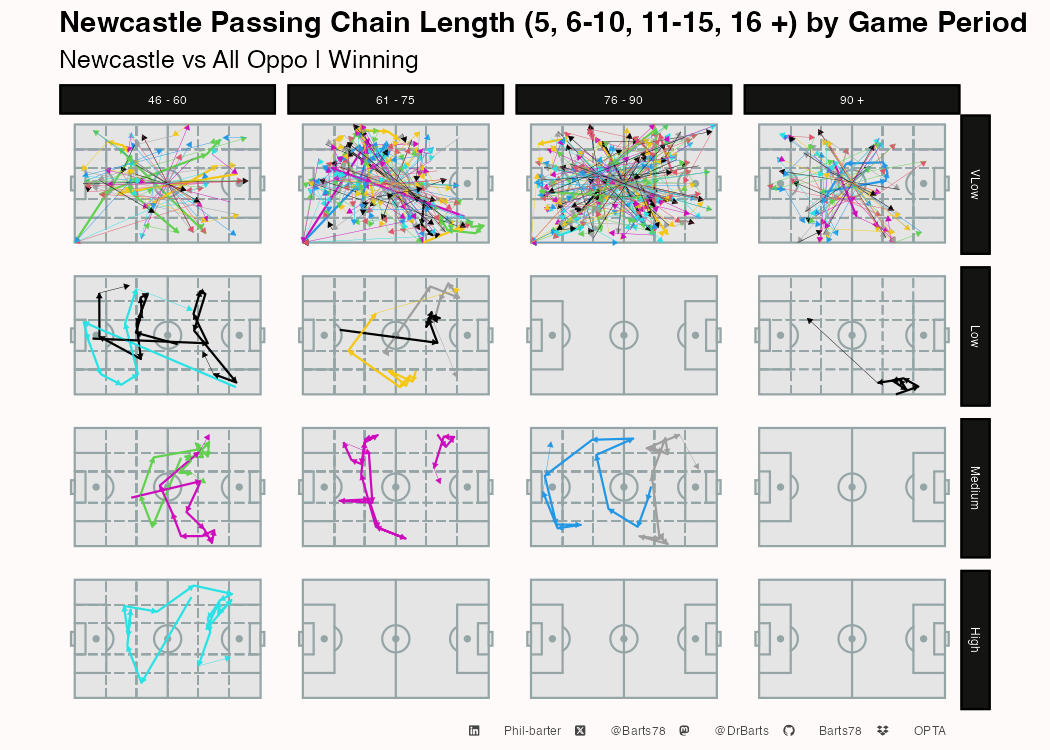 Newcastle Passing Chain Length (5, 6-10, 11-15, 16 +) by Game Period
Newcastle vs All Oppo | Winning
46 - 60 61 - 75 76 - 90 90 +
VLow
Low
Medium
High
Phil-barter @Barts78 @DrBarts Barts78 OPTA